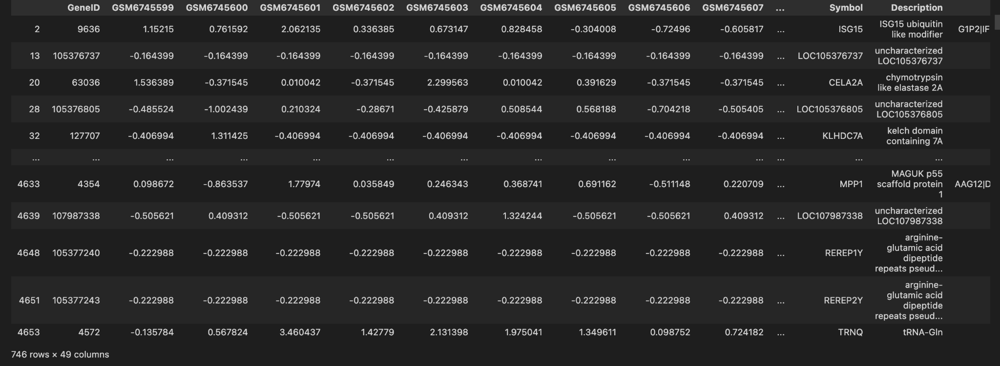 GeneID GSM6745599 GSM6745600 GSM6745601 GSM6745602 GSM6745603 GSM6745604 GSM6745605 GSM6745606 GSM6745607 ... Symbol Description
2 9636 1.15215 0.761592 2.062135 0.336385 0.673147 0.828458 -0.304008 -0.72496 -0.605817 ... ISG15 ISG15 ubiquitin
like modifier G1P2|IF
13 105376737 -0.164399 -0.164399 -0.164399 -0.164399 -0.164399 -0.164399 -0.164399 -0.164399 -0.164399 ... LOC105376737 uncharacterized
LOC105376737
20 63036 1.536389 -0.371545 0.010042 -0.371545 2.299563 0.010042 0.391629 -0.371545 -0.371545 ... CELA2A chymotrypsin
like elastase 2A
28 105376805 -0.485524 -1.002439 0.210324 -0.28671 -0.425879 0.508544 0.568188 -0.704218 -0.505405 ... LOC105376805 uncharacterized
LOC105376805
32 127707 -0.406994 1.311425 -0.406994 -0.406994 -0.406994 -0.406994 -0.406994 -0.406994 -0.406994 ... KLHDC7A kelch domain
containing 7A
... ... ... ... ... ... ... ... ... ... ... ... ... ...
4633 4354 0.098672 -0.863537 1.77974 0.035849 0.246343 0.368741 0.691162 -0.511148 0.220709 ... MPP1 MAGUK p55
scaffold protein AAG12|D
1
4639 107987338 -0.505621 0.409312 -0.505621 -0.505621 0.409312 1.324244 -0.505621 -0.505621 0.409312 ... LOC107987338 uncharacterized
LOC107987338
4648 105377240 -0.222988 -0.222988 -0.222988 -0.222988 -0.222988 -0.222988 -0.222988 -0.222988 -0.222988 ... REREP1Y arginine-
glutamic acid
dipeptide
repeats pseud...
4651 105377243 -0.222988 -0.222988 -0.222988 -0.222988 -0.222988 -0.222988 -0.222988 -0.222988 -0.222988 ... REREP2Y arginine-
glutamic acid
dipeptide
repeats pseud...
4653 4572 -0.135784 0.567824 3.460437 1.42779 2.131398 1.975041 1.349611 0.098752 0.724182 ... TRNQ tRNA-Gln
746 rows × 49 columns